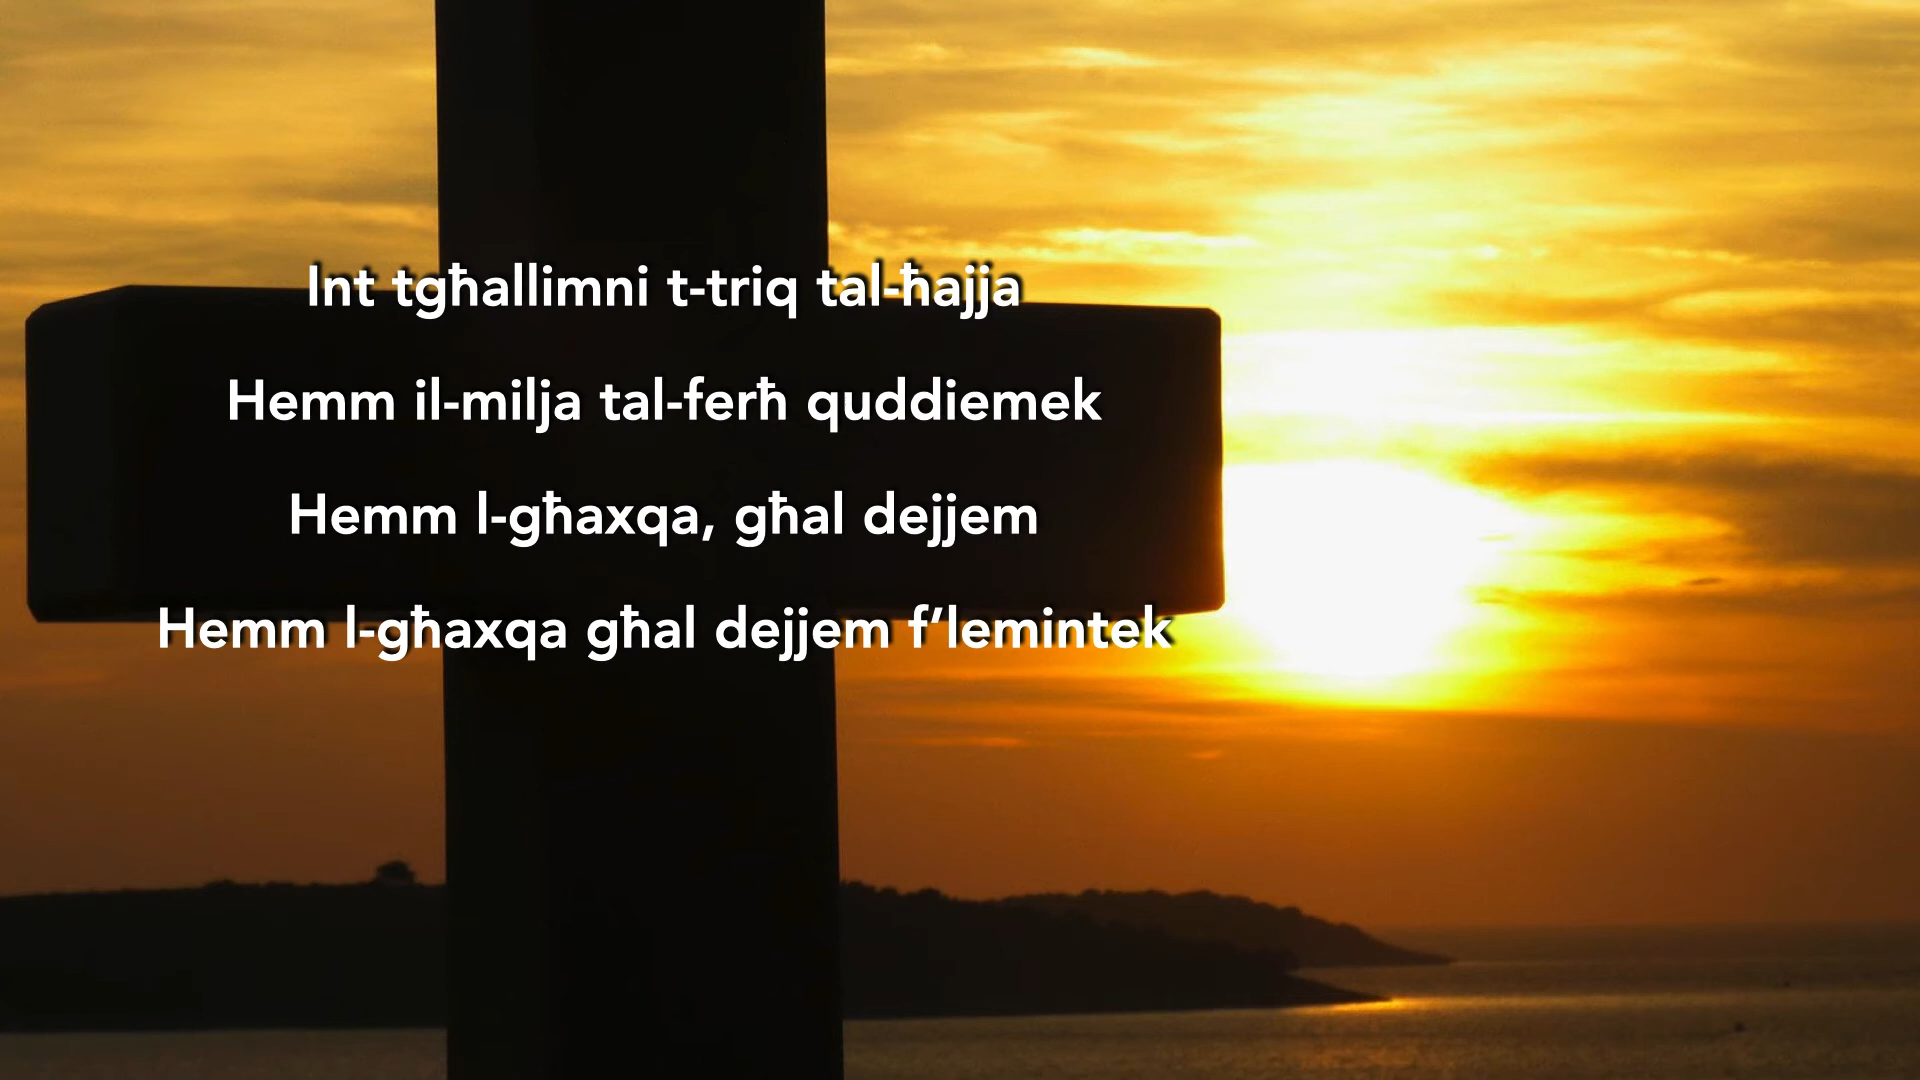 Int tgħallimni t-triq tal-ħajja
Hemm il-milja tal-ferħ quddiemek
Hemm l-għaxqa, għal dejjem
Hemm l-għaxqa għal dejjem f’lemintek